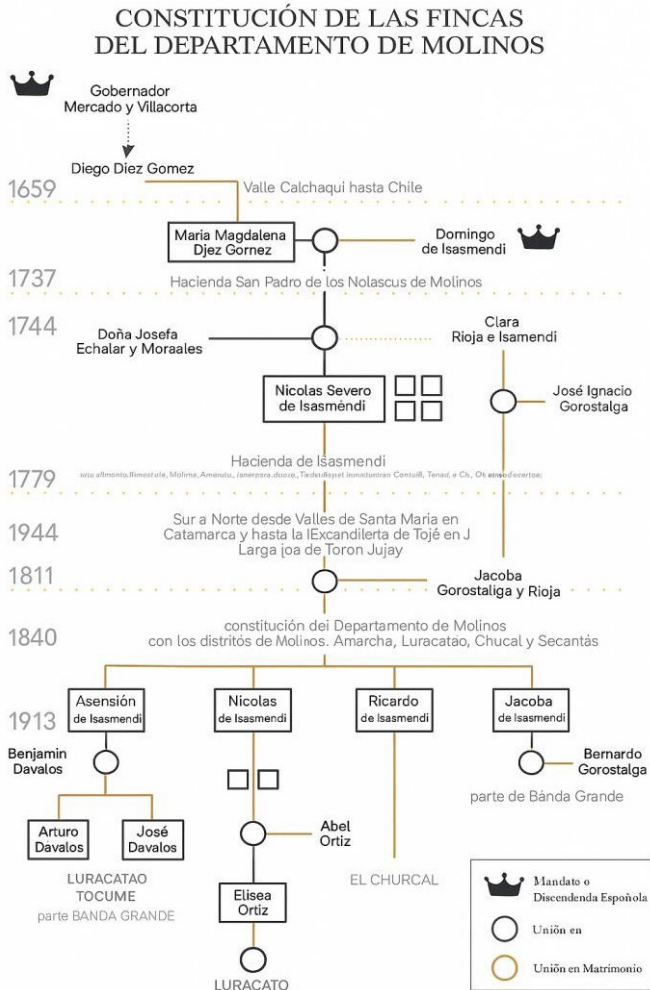 CONSTITUCIÓN DE LAS FINCAS
DEL DEPARTAMENTO DE MOLINOS
Gobernador
Mercado y Villacorta
Diego Diez Gomez
1659
Valle Calchaqui hasta Chile
Maria Magdalena
Djez Gornez
Domingo
de Isasmendi
1737
Hacienda San Padro de los Nolascus de Molinos
1744
Doña Josefa
Echalar y Moraales
Clara
Rioja e Isamendi
Nicolas Severo
de Isasméndi
José Ignacio
Gorostalga
Hacienda de Isasmendi
1779
1944
Sur a Norte desde Valles de Santa Maria en
Catamarca y hasta la lExcandilerta de Tojé en J
Larga joa de Toron Jujay
1811
Jacoba
Gorostaliga y Rioja
1840
constitución dei Departamento de Molinos
con los distritós de Molinos. Amarcha, Luracatao, Chucal y Secantás
1913
Asensión
de Isasmendi
Nicolas
de Isasmendi
Ricardo
de Isasmendi
Jacoba
de Isasmendi
Benjamin
Davalos
Bernardo
Gorostalga
parte de Bánda Grande
Arturo
Dávalos
José
Davalos
Abel
Ortiz
LURACATAO
TOCUME
parte BANDA GRANDE
Elisea
Ortiz
EL CHURCAL
LURACATO
Mandato o
Discendenda Espoñola
Unión en
Unión en Matrimonio